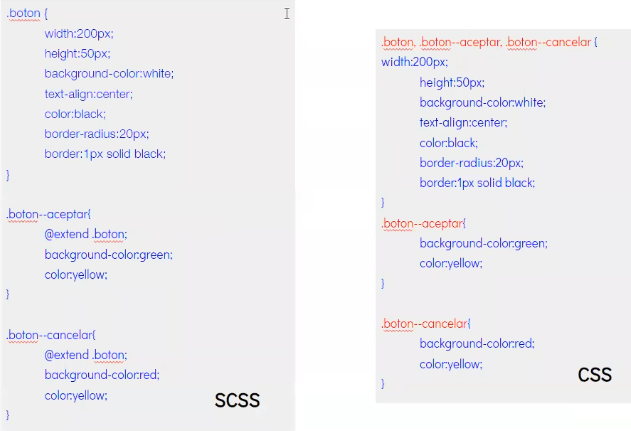 .boton {
width:200px;
height:50px;
background-color:white;
text-align:center;
color:black;
border-radius:20px;
border:1px solid black;
}
.boton--aceptar{
@extend .boton;
background-color:green;
color:yellow;
}
.boton--cancelar{
@extend .boton;
background-color:red;
color:yellow;
}
SCSS
.boton, .boton--aceptar, .boton--cancelar {
width:200px;
height:50px;
background-color:white;
text-align:center;
color:black;
border-radius:20px;
border:1px solid black;
}
.boton--aceptar{
background-color:green;
color:yellow;
}
.boton--cancelar{
background-color:red;
color:yellow;
}
CSS